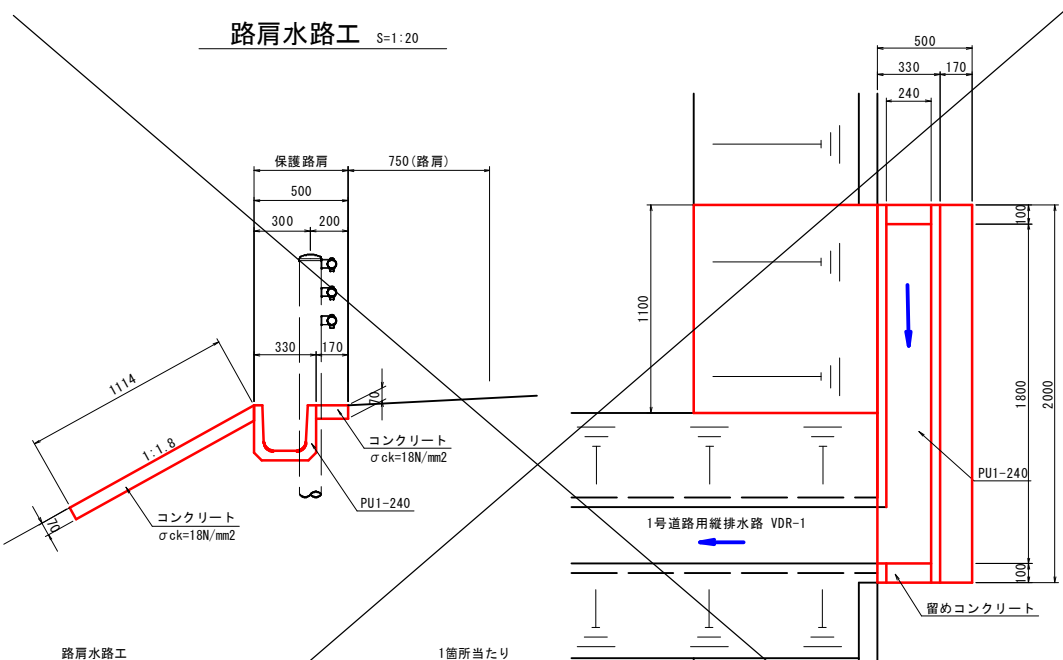 路肩水路工 S=1:20
保護路肩
750(路肩)
500
300
200
330
170
1114
1:1.8
70
70
コンクリート
σck=18N/mm2
PU1-240
コンクリート
σck=18N/mm2
500
330
170
240
1100
100
1800
2000
100
PU1-240
1号道路用縦排水路 VDR-1
留めコンクリート
路肩水路工
1箇所当たり